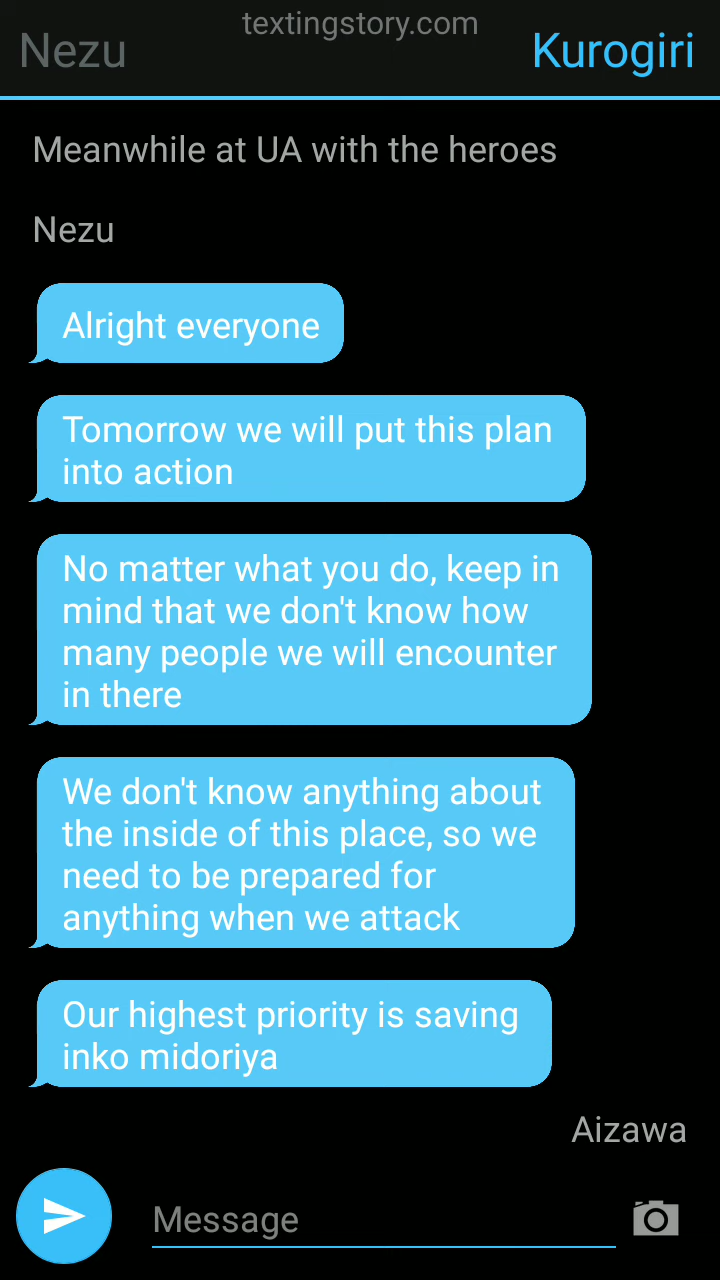 textingstory.com
Nezu
Kurogiri
Meanwhile at UA with the heroes
Nezu
Alright everyone
Tomorrow we will put this plan
into action
No matter what you do, keep in
mind that we don't know how
many people we will encounter
in there
We don't know anything about
the inside of this place, so we
need to be prepared for
anything when we attack
Our highest priority is saving
inko midoriya
Aizawa
Message